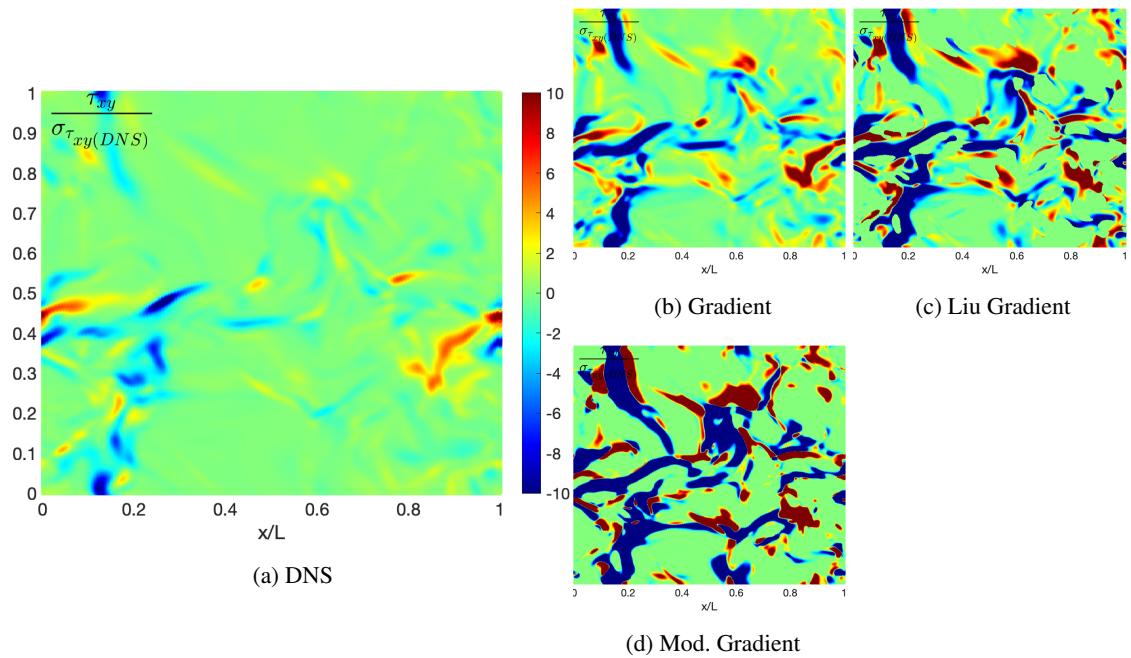 1
0.9
0.8
0.7
0.6
0.5
0.4
0.3
0.2
0.1
0
τ_xy
σ_τ_xy(DNS)
0 0.2 0.4 0.6 0.8 1
x/L
10
8
6
4
2
0
-2
-4
-6
-8
-10
(a) DNS
σ_τ_xy(DNS)
0 0.2 0.4 0.6 0.8 1
x/L
(b) Gradient
σ_τ_xy(DNS)
0 0.2 0.4 0.6 0.8 1
x/L
(c) Liu Gradient
0 0.2 0.4 0.6 0.8 1
x/L
(d) Mod. Gradient